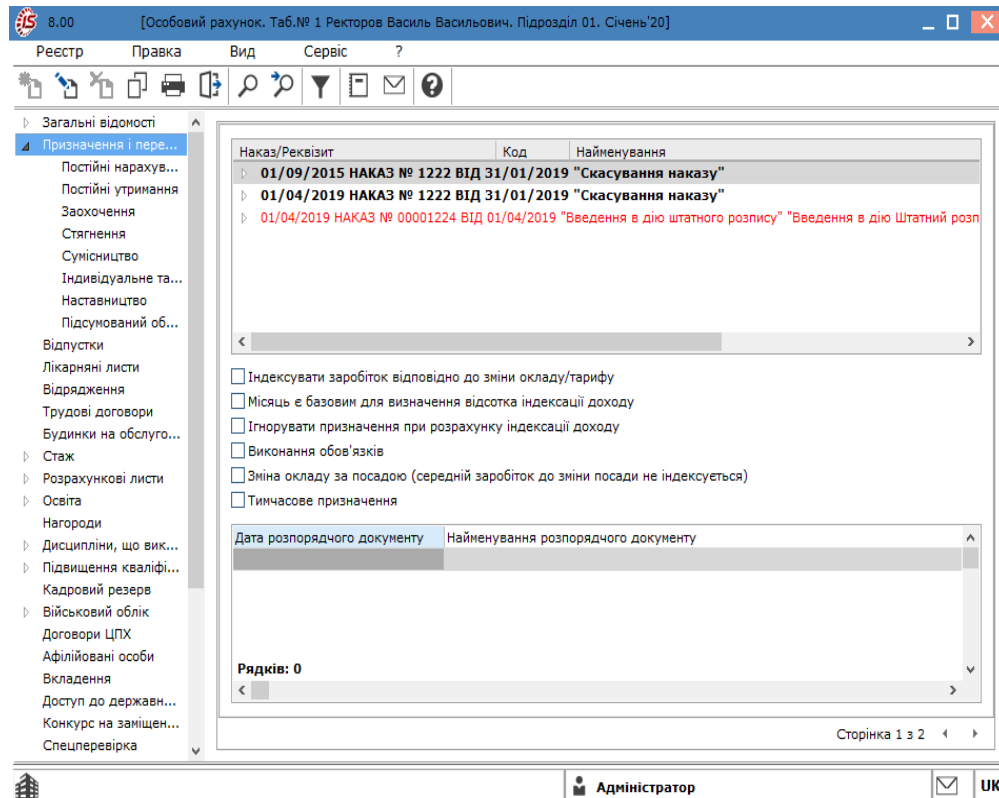 8.00 [Особовий рахунок. Таб.№ 1 Ректоров Василь Васильович. Підрозділ 01. Січень'20]
Реєстр Правка Вид Сервіс ?
Загальні відомості
Призначення і пере...
Постійні нарахув...
Постійні утримання
Заохочення
Стягнення
Сумісництво
Індивідуальне та...
Наставництво
Підсумований об...
Відпустки
Лікарняні листи
Відрядження
Трудові договори
Будинки на обслуго...
Стаж
Розрахункові листи
Освіта
Нагороди
Дисципліни, що вик...
Підвищення кваліфі...
Кадровий резерв
Військовий облік
Договори ЦПХ
Афілійовані особи
Вкладення
Доступ до державн...
Конкурс на заміщен...
Спецперевірка
Наказ/Реквізит Код Найменування
01/09/2015 НАКАЗ № 1222 ВІД 31/01/2019 "Скасування наказу"
01/04/2019 НАКАЗ № 1222 ВІД 31/01/2019 "Скасування наказу"
01/04/2019 НАКАЗ № 00001224 ВІД 01/04/2019 "Введення в дію штатного розпису" "Введення в дію Штатний розп
Індексувати заробіток відповідно до зміни окладу/тарифу
Місяць є базовим для визначення відсотка індексації доходу
Ігнорувати призначення при розрахунку індексації доходу
Виконання обов'язків
Зміна окладу за посадою (середній заробіток до зміни посади не індексується)
Тимчасове призначення
Дата розпорядчого документу Найменування розпорядчого документу
Рядків: 0
Сторінка 1 з 2
Адміністратор UK